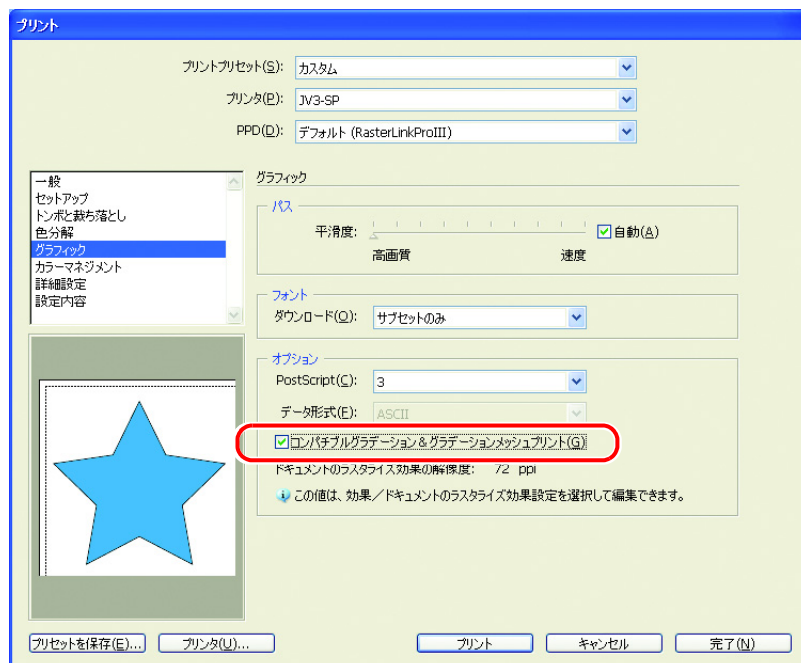 プリント
プリントプリセット(S): カスタム
プリンタ(P): JV3-SP
PPD(D): デフォルト (RasterLinkProIII)
一般
セットアップ
トンボと裁ち落とし
色分解
グラフィック
カラーマネジメント
詳細設定
設定内容
グラフィック
パス
平滑度: 自動(A)
高画質 速度
フォント
ダウンロード(O): サブセットのみ
オプション
PostScript(C): 3
データ形式(F): ASCII
コンパチブルグラデーション&グラデーションメッシュプリント(G)
ドキュメントのラスタライズ効果の解像度: 72 ppi
この値は、効果/ドキュメントのラスタライズ効果設定を選択して編集できます。
プリセットを保存(E)... プリンタ(U)... プリント キャンセル 完了(N)